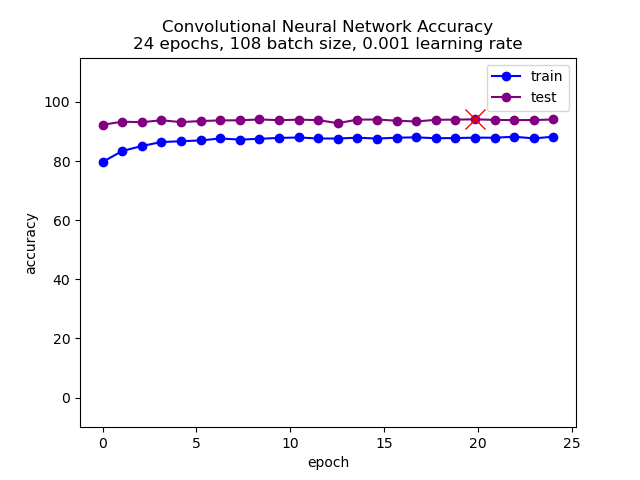 Convolutional Neural Network Accuracy
24 epochs, 108 batch size, 0.001 learning rate
train
test
100
80
60
40
20
0
accuracy
0 5 10 15 20 25
epoch